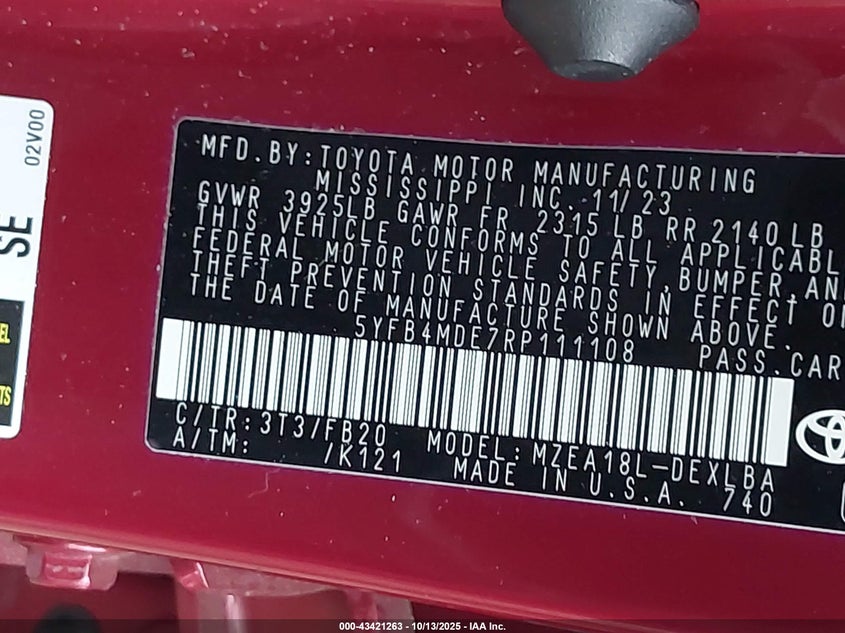 02V00
SE
MFD.BY:TOYOTA MOTOR MANUFACTURING
MISSISSIPPI INC. 11/23
GVWR 3925LB GAWR FR 2315 LB RR 2140LB
THIS VEHICLE CONFORMS TO ALL APPLICABL
FEDERAL MOTOR VEHICLE SAFETY,BUMPER,AN
THEFT PREVENTION STANDARDS IN EFFECT O
THE DATE OF MANUFACTURE SHOWN ABOVE.
5YFB4MDE7RP111108 PASS.CAR
C/TR:3T3/FB20 MODEL:MZEA18L-DEXLBA
A/TM: /K121 MADE IN U.S.A. 740
EL
TS
000-43421263 - 10/13/2025 - IAA Inc.